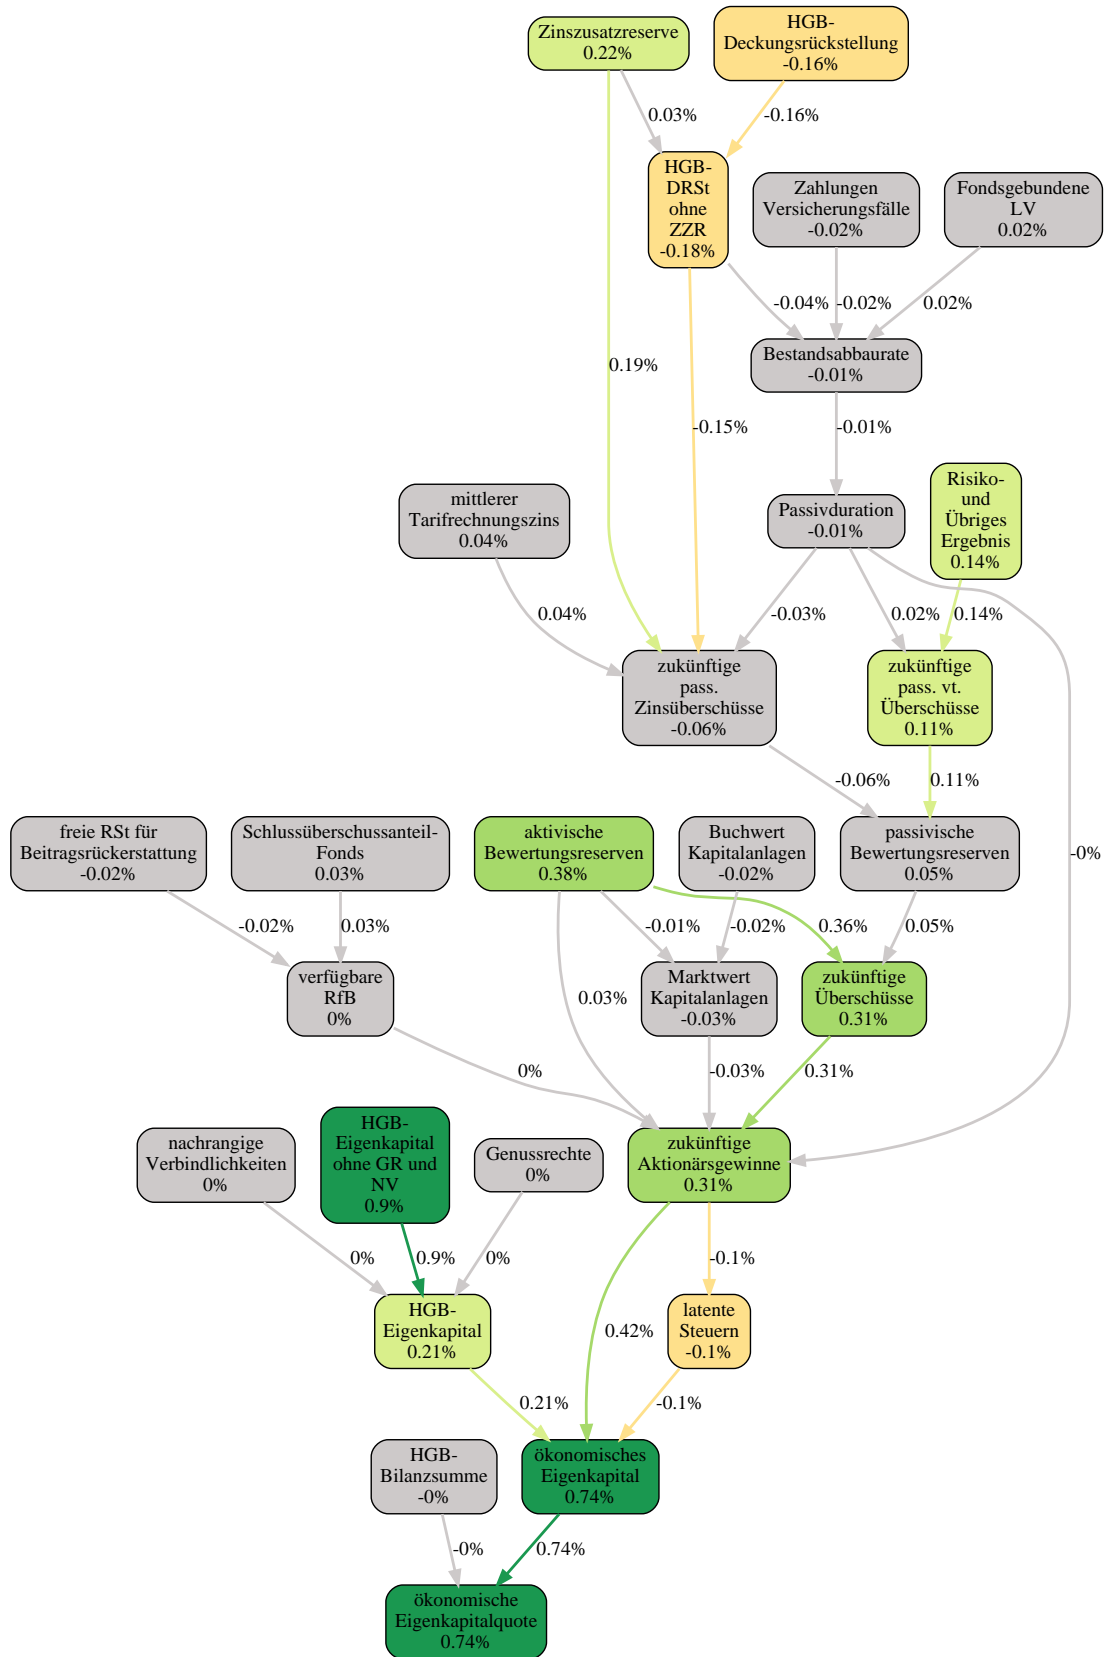 Zinszusatzreserve
0.22%
HGB-
Deckungsrückstellung
-0.16%
0.03%
-0.16%
HGB-
DRSt
ohne
ZZR
-0.18%
Zahlungen
Versicherungsfälle
-0.02%
Fondsgebundene
LV
0.02%
-0.04%
-0.02%
0.02%
Bestandsabbaurate
-0.01%
0.19%
-0.15%
-0.01%
mittlerer
Tarifrechnungszins
0.04%
Passivduration
-0.01%
Risiko-
und
Übriges
Ergebnis
0.14%
0.04%
-0.03%
0.02%
0.14%
zukünftige
pass.
Zinsüberschüsse
-0.06%
zukünftige
pass. vt.
Überschüsse
0.11%
-0.06%
0.11%
-0%
freie RSt für
Beitragsrückerstattung
-0.02%
Schlussüberschussanteil-
Fonds
0.03%
aktivische
Bewertungsreserven
0.38%
Buchwert
Kapitalanlagen
-0.02%
passivische
Bewertungsreserven
0.05%
-0.02%
0.03%
-0.01%
-0.02%
0.36%
0.05%
verfügbare
RfB
0%
0.03%
Marktwert
Kapitalanlagen
-0.03%
zukünftige
Überschüsse
0.31%
0%
-0.03%
0.31%
nachrangige
Verbindlichkeiten
0%
HGB-
Eigenkapital
ohne GR und
NV
0.9%
Genussrechte
0%
zukünftige
Aktionärsgewinne
0.31%
0%
0.9%
0%
-0.1%
HGB-
Eigenkapital
0.21%
0.42%
latente
Steuern
-0.1%
0.21%
-0.1%
HGB-
Bilanzsumme
-0%
ökonomisches
Eigenkapital
0.74%
-0%
0.74%
ökonomische
Eigenkapitalquote
0.74%